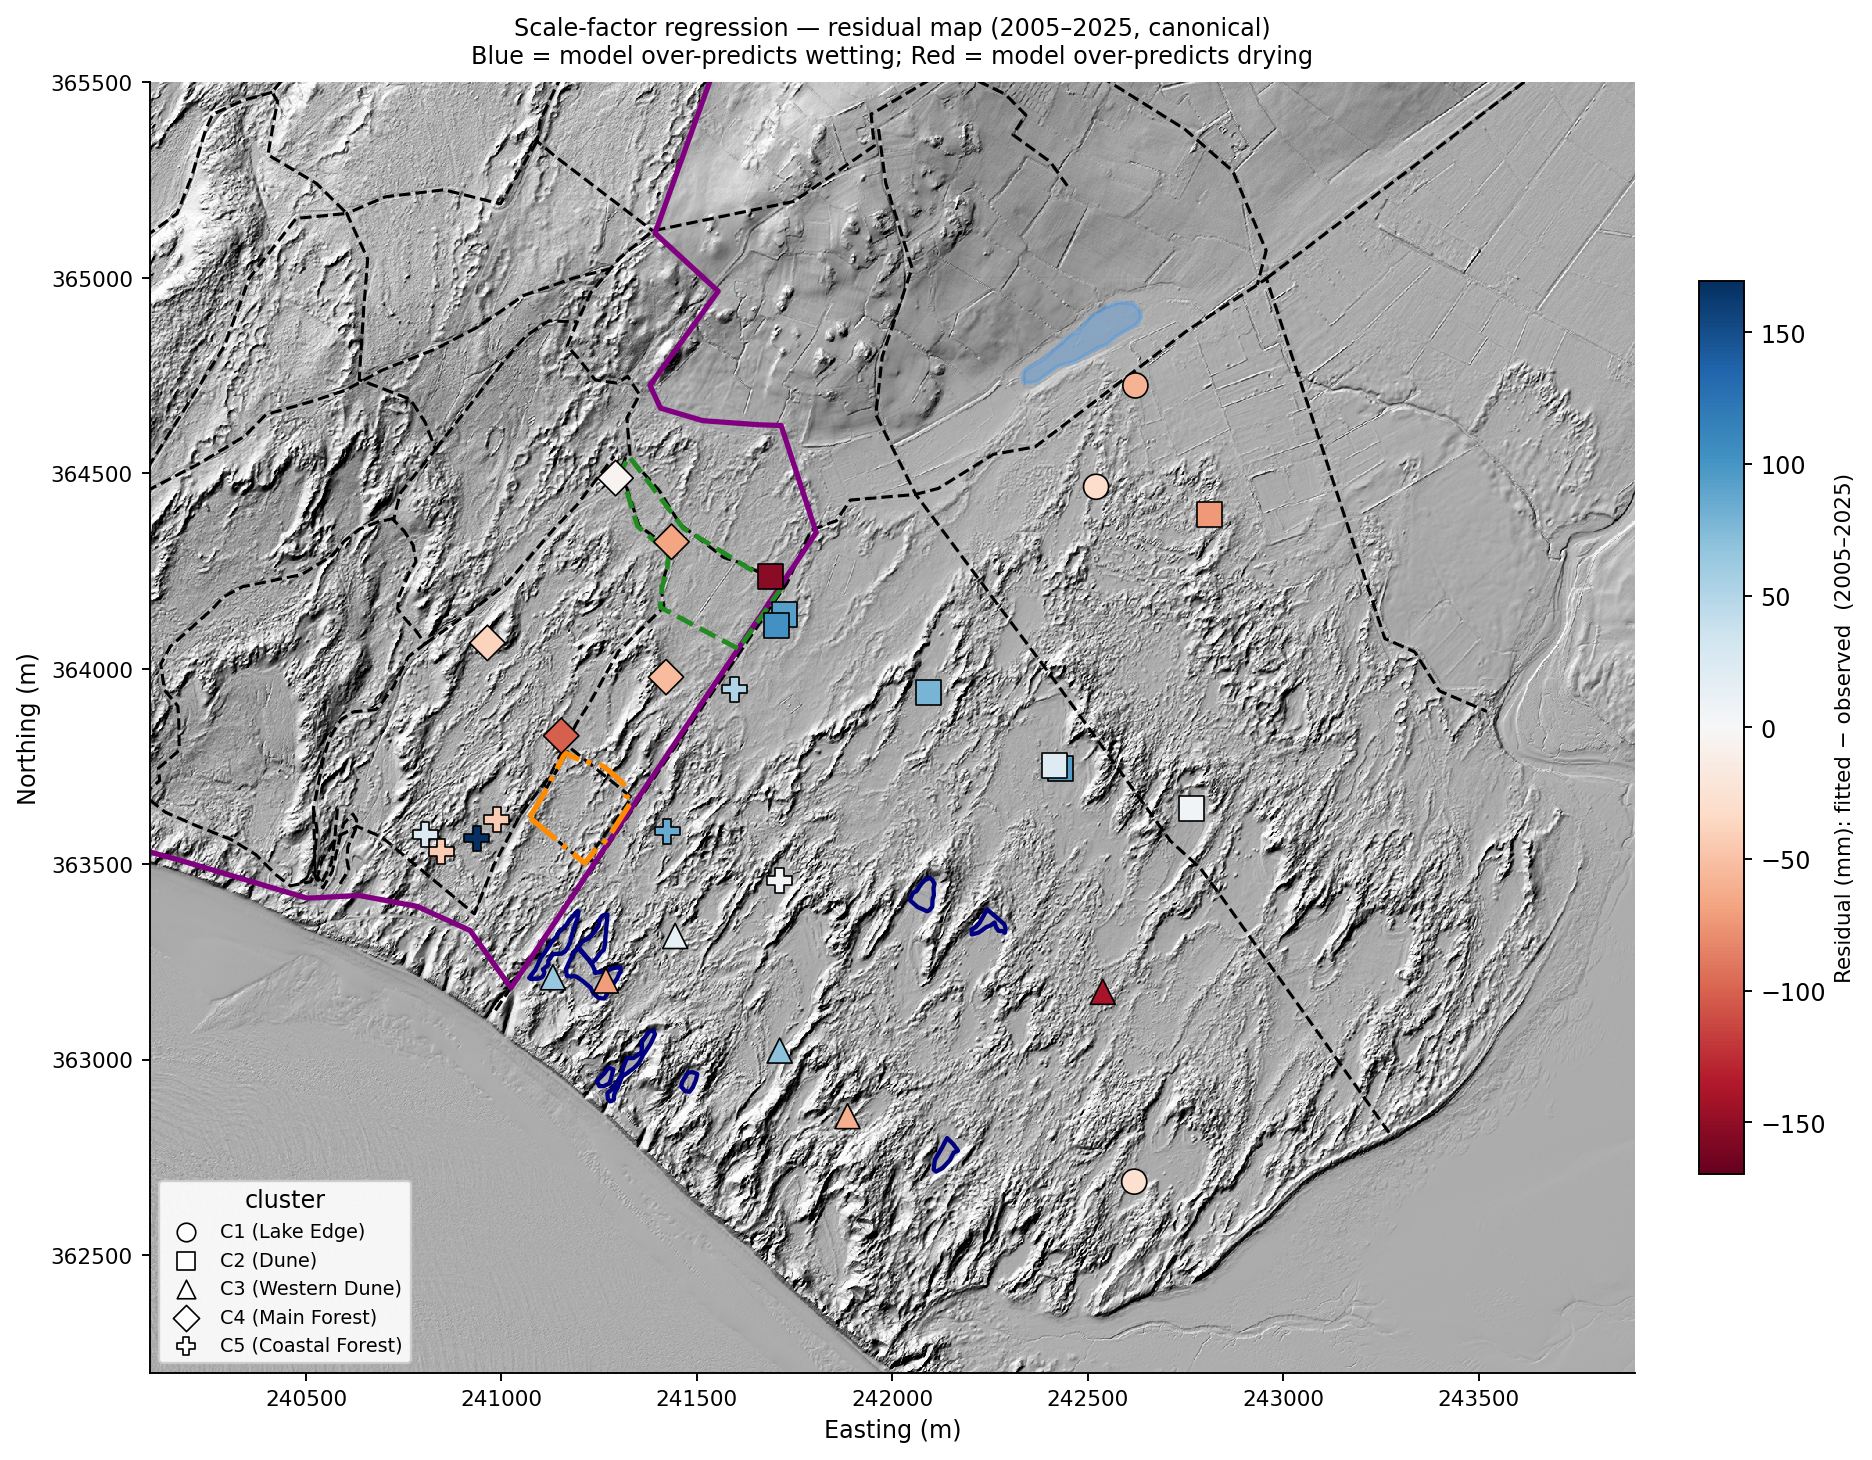 Scale-factor regression — residual map (2005–2025, canonical)
Blue = model over-predicts wetting; Red = model over-predicts drying
365500
365000
364500
364000
363500
363000
362500
Northing (m)
240500
241000
241500
242000
242500
243000
243500
Easting (m)
cluster
C1 (Lake Edge)
C2 (Dune)
C3 (Western Dune)
C4 (Main Forest)
C5 (Coastal Forest)
150
100
50
0
−50
−100
−150
Residual (mm): fitted − observed (2005–2025)